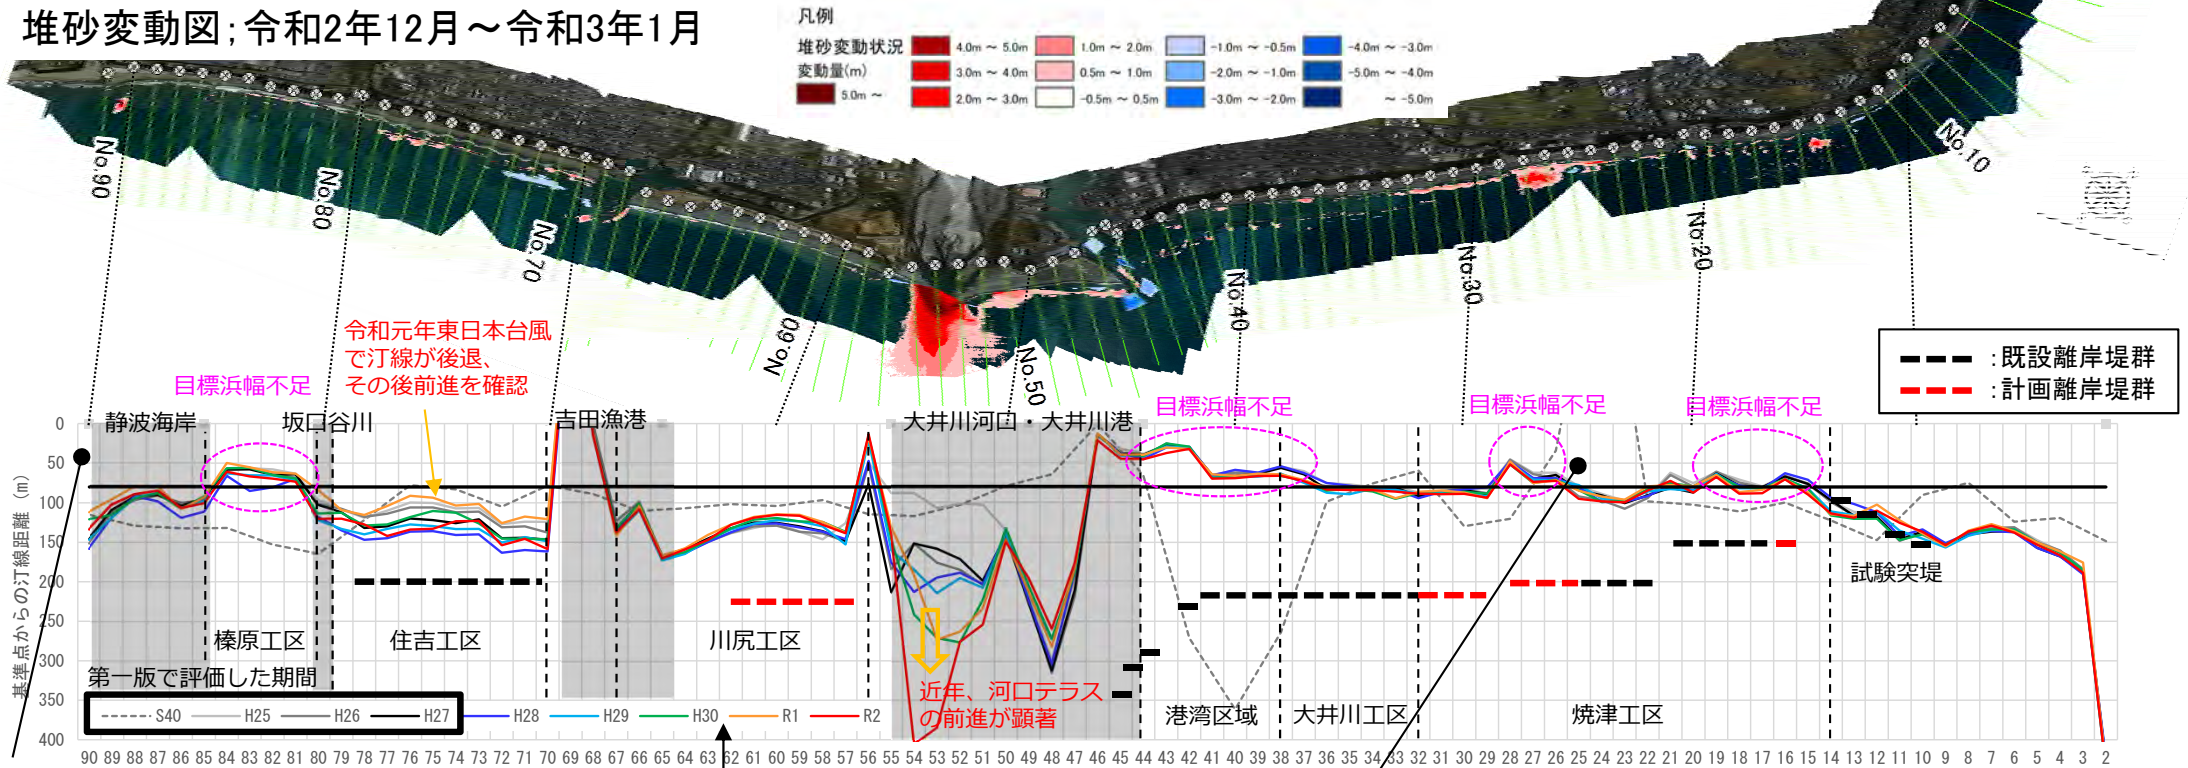 堆砂変動図；令和2年12月～令和3年1月
凡例
堆砂変動状況
変動量(m)
5.0m ～
4.0m ～ 5.0m
3.0m ～ 4.0m
2.0m ～ 3.0m
1.0m ～ 2.0m
0.5m ～ 1.0m
-0.5m ～ 0.5m
-1.0m ～ -0.5m
-2.0m ～ -1.0m
-3.0m ～ -2.0m
-4.0m ～ -3.0m
-5.0m ～ -4.0m
～ -5.0m
No.90
No.80
No.70
No.60
No.50
No.40
No.30
No.20
No.10
:既設離岸堤群
:計画離岸堤群
令和元年東日本台風
で汀線が後退、
その後前進を確認
目標浜幅不足
目標浜幅不足
目標浜幅不足
目標浜幅不足
静波海岸
坂口谷川
吉田漁港
大井川河口・大井川港
基準点からの汀線距離 (m)
0
50
100
150
200
250
300
350
400
榛原工区
住吉工区
川尻工区
近年、河口テラス
の前進が顕著
港湾区域
大井川工区
焼津工区
試験突堤
第一版で評価した期間
S40 H25 H26 H27 H28 H29 H30 R1 R2
90 89 88 87 86 85 84 83 82 81 80 79 78 77 76 75 74 73 72 71 70 69 68 67 66 65 64 63 62 61 60 59 58 57 56 55 54 53 52 51 50 49 48 47 46 45 44 43 42 41 40 39 38 37 36 35 34 33 32 31 30 29 28 27 26 25 24 23 22 21 20 19 18 17 16 15 14 13 12 11 10 9 8 7 6 5 4 3 2